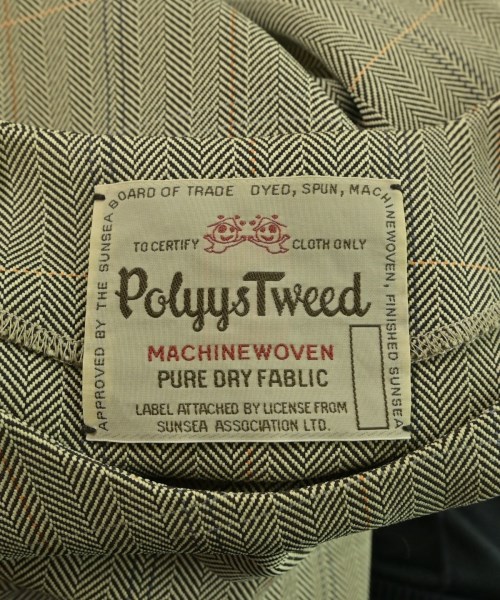 APPROVED BY THE SUNSEA BOARD OF TRADE DYED, SPUN, MACHINEWOVEN, FINISHED SUNSEA
TO CERTIFY CLOTH ONLY
PolyysTweed
MACHINEWOVEN
PURE DRY FABLIC
LABEL ATTACHED BY LICENSE FROM
SUNSEA ASSOCIATION LTD.